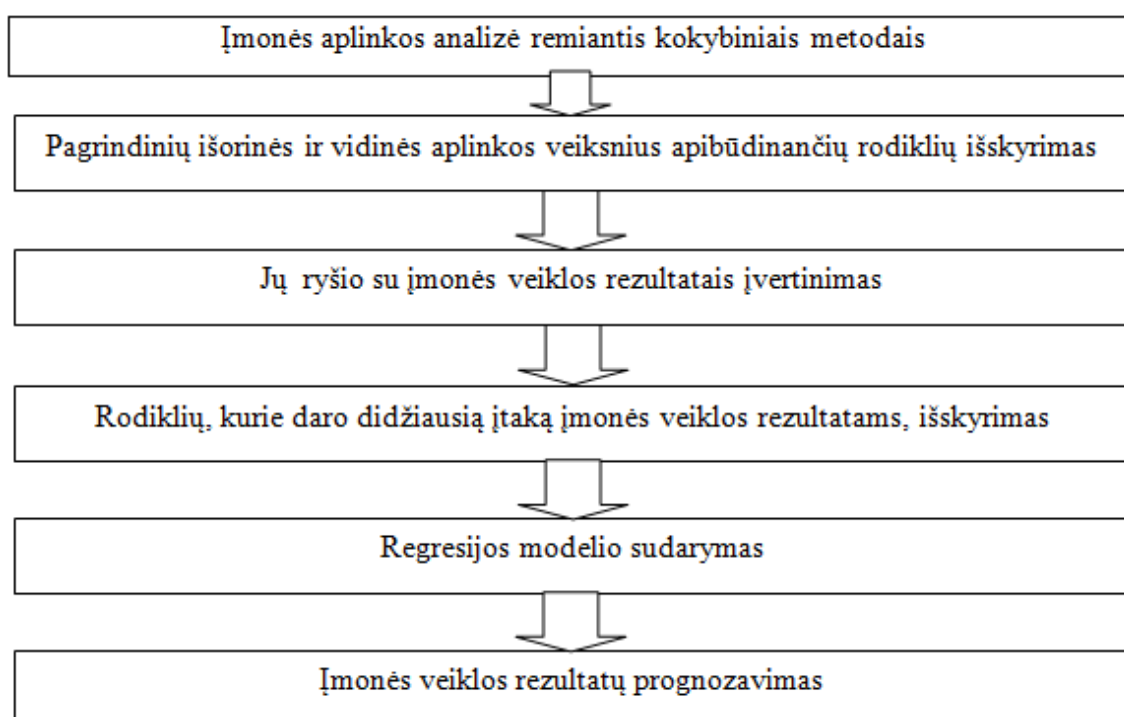 Įmonės aplinkos analizė remiantis kokybiniais metodais
Pagrindinių išorinės ir vidinės aplinkos veiksnius apibūdinančių rodiklių išskyrimas
Jų ryšio su įmonės veiklos rezultatais įvertinimas
Rodiklių, kurie daro didžiausią įtaką įmonės veiklos rezultatams, išskyrimas
Regresijos modelio sudarymas
Įmonės veiklos rezultatų prognozavimas